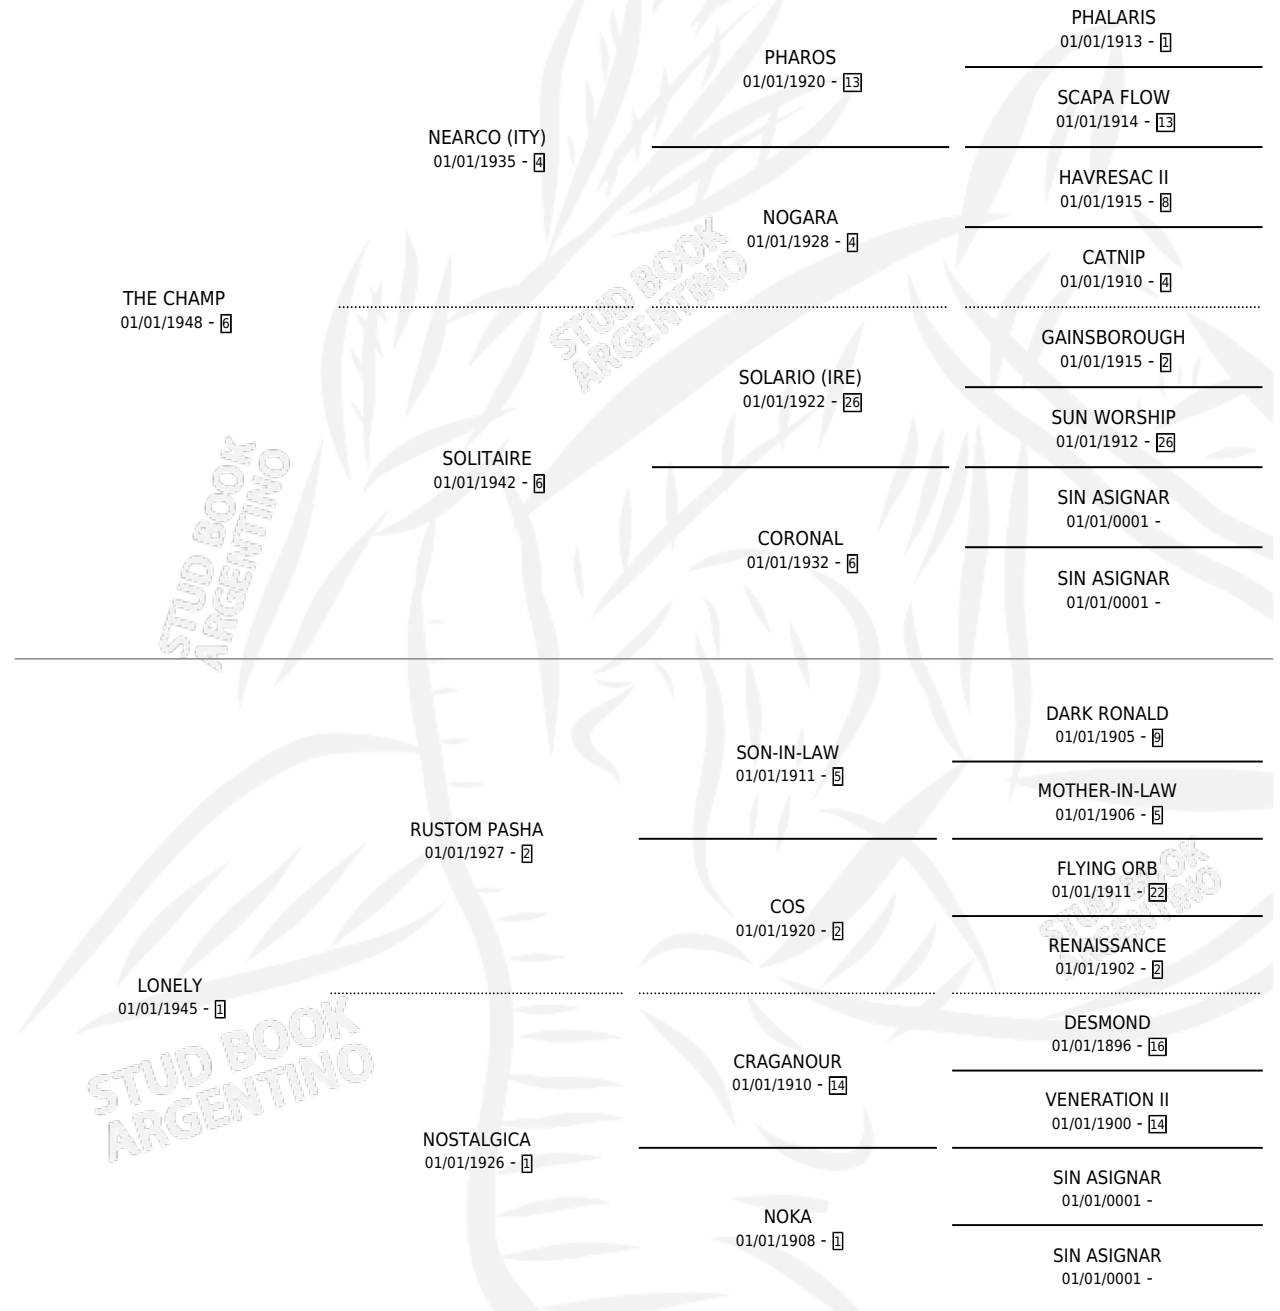 THE CHAMP
01/01/1948 - 6
NEARCO (ITY)
01/01/1935 - 4
PHAROS
01/01/1920 - 13
PHALARIS
01/01/1913 - 1
SCAPA FLOW
01/01/1914 - 13
NOGARA
01/01/1928 - 4
HAVRESAC II
01/01/1915 - 8
CATNIP
01/01/1910 - 4
SOLITAIRE
01/01/1942 - 6
SOLARIO (IRE)
01/01/1922 - 26
GAINSBOROUGH
01/01/1915 - 2
SUN WORSHIP
01/01/1912 - 26
CORONAL
01/01/1932 - 6
SIN ASIGNAR
01/01/0001 -
SIN ASIGNAR
01/01/0001 -
LONELY
01/01/1945 - 1
RUSTOM PASHA
01/01/1927 - 2
SON-IN-LAW
01/01/1911 - 5
DARK RONALD
01/01/1905 - 9
MOTHER-IN-LAW
01/01/1906 - 5
COS
01/01/1920 - 2
FLYING ORB
01/01/1911 - 22
RENAISSANCE
01/01/1902 - 2
NOSTALGICA
01/01/1926 - 1
CRAGANOUR
01/01/1910 - 14
DESMOND
01/01/1896 - 16
VENERATION II
01/01/1900 - 14
NOKA
01/01/1908 - 1
SIN ASIGNAR
01/01/0001 -
SIN ASIGNAR
01/01/0001 -
STUD BOOK
ARGENTINO
STUD BOOK
ARGENTINO
STUD BOOK
ARGENTINO
STUD BOOK
ARGENTINO